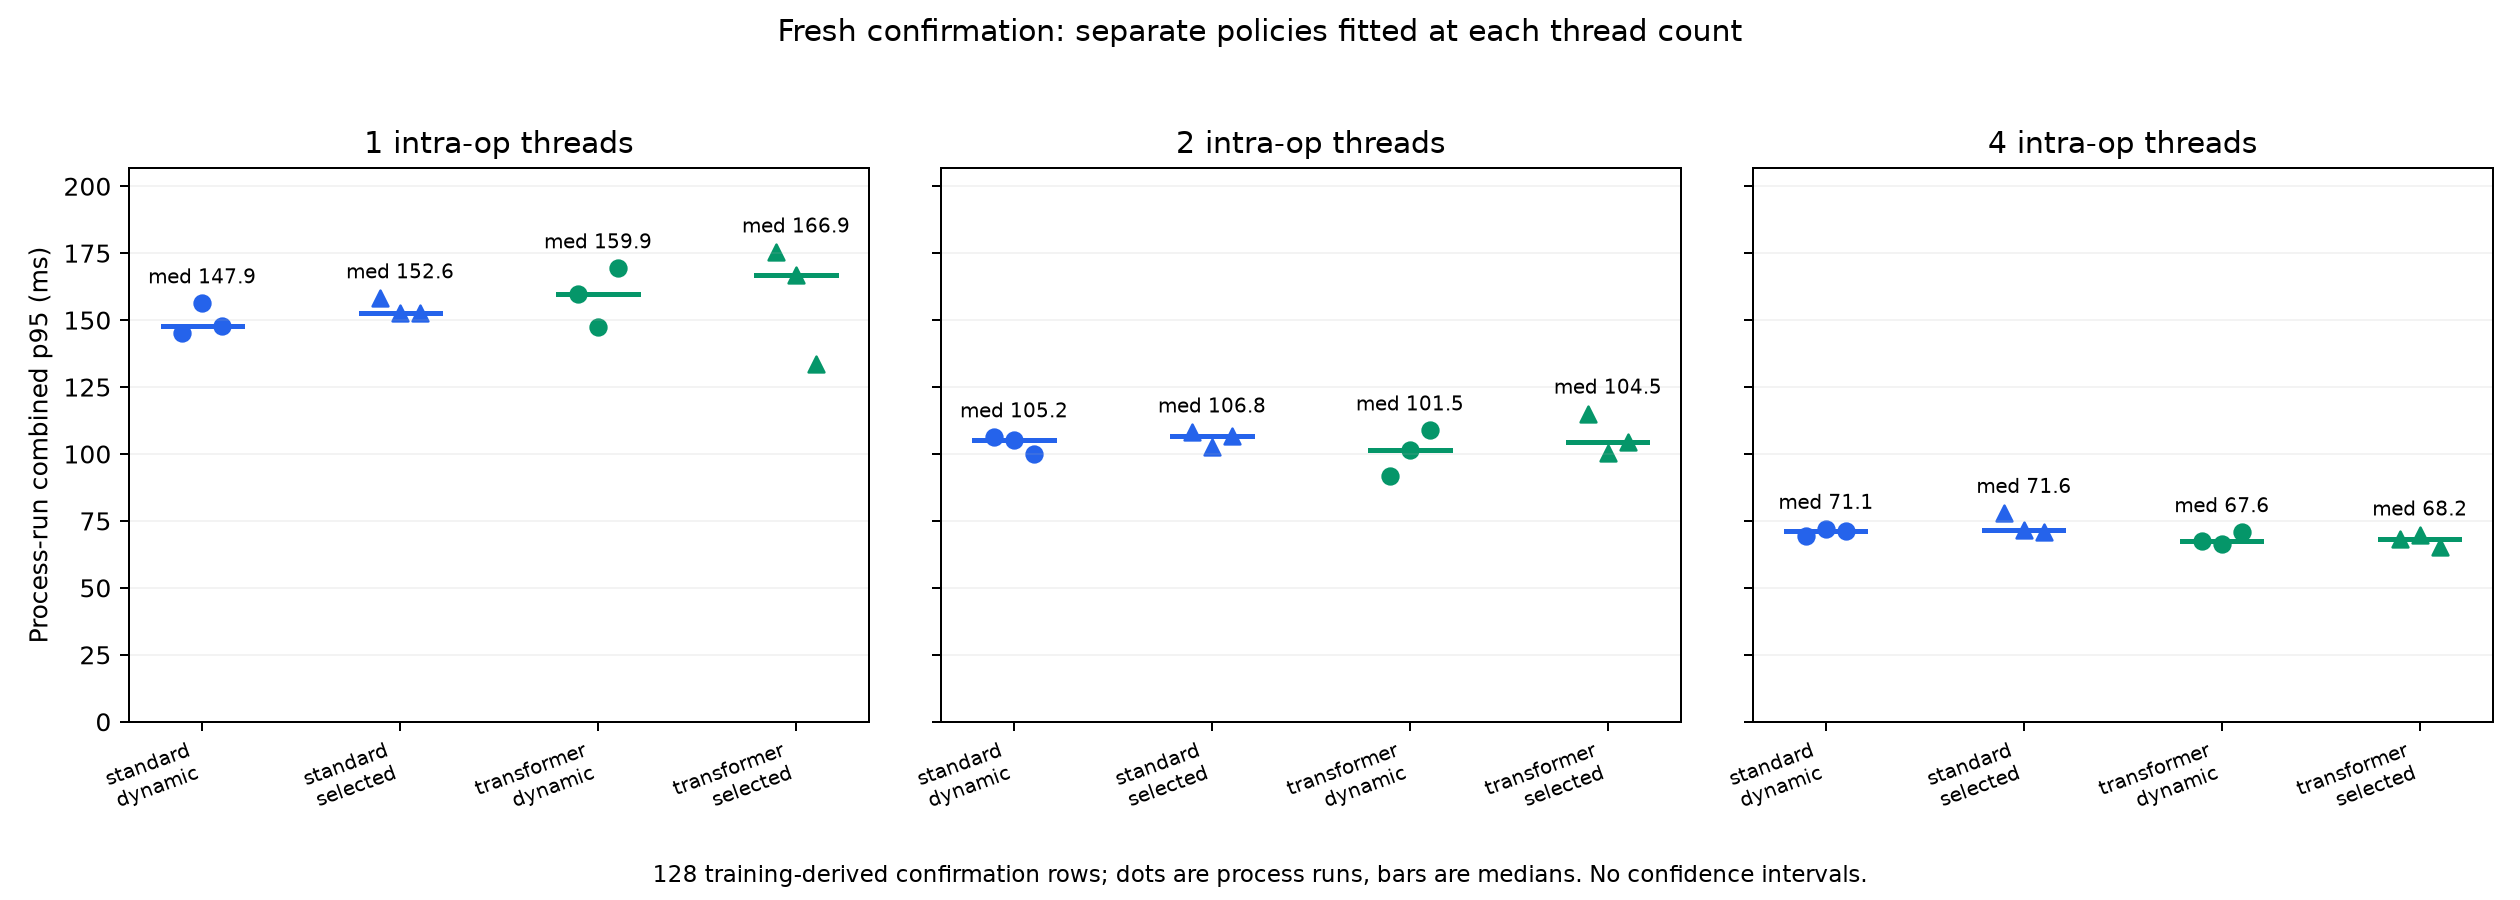 Fresh confirmation: separate policies fitted at each thread count
1 intra-op threads
2 intra-op threads
4 intra-op threads
Process-run combined p95 (ms)
200
175
150
125
100
75
50
25
0
med 147.9
med 152.6
med 159.9
med 166.9
med 105.2
med 106.8
med 101.5
med 104.5
med 71.1
med 71.6
med 67.6
med 68.2
standard
dynamic
standard
selected
transformer
dynamic
transformer
selected
standard
dynamic
standard
selected
transformer
dynamic
transformer
selected
standard
dynamic
standard
selected
transformer
dynamic
transformer
selected
128 training-derived confirmation rows; dots are process runs, bars are medians. No confidence intervals.